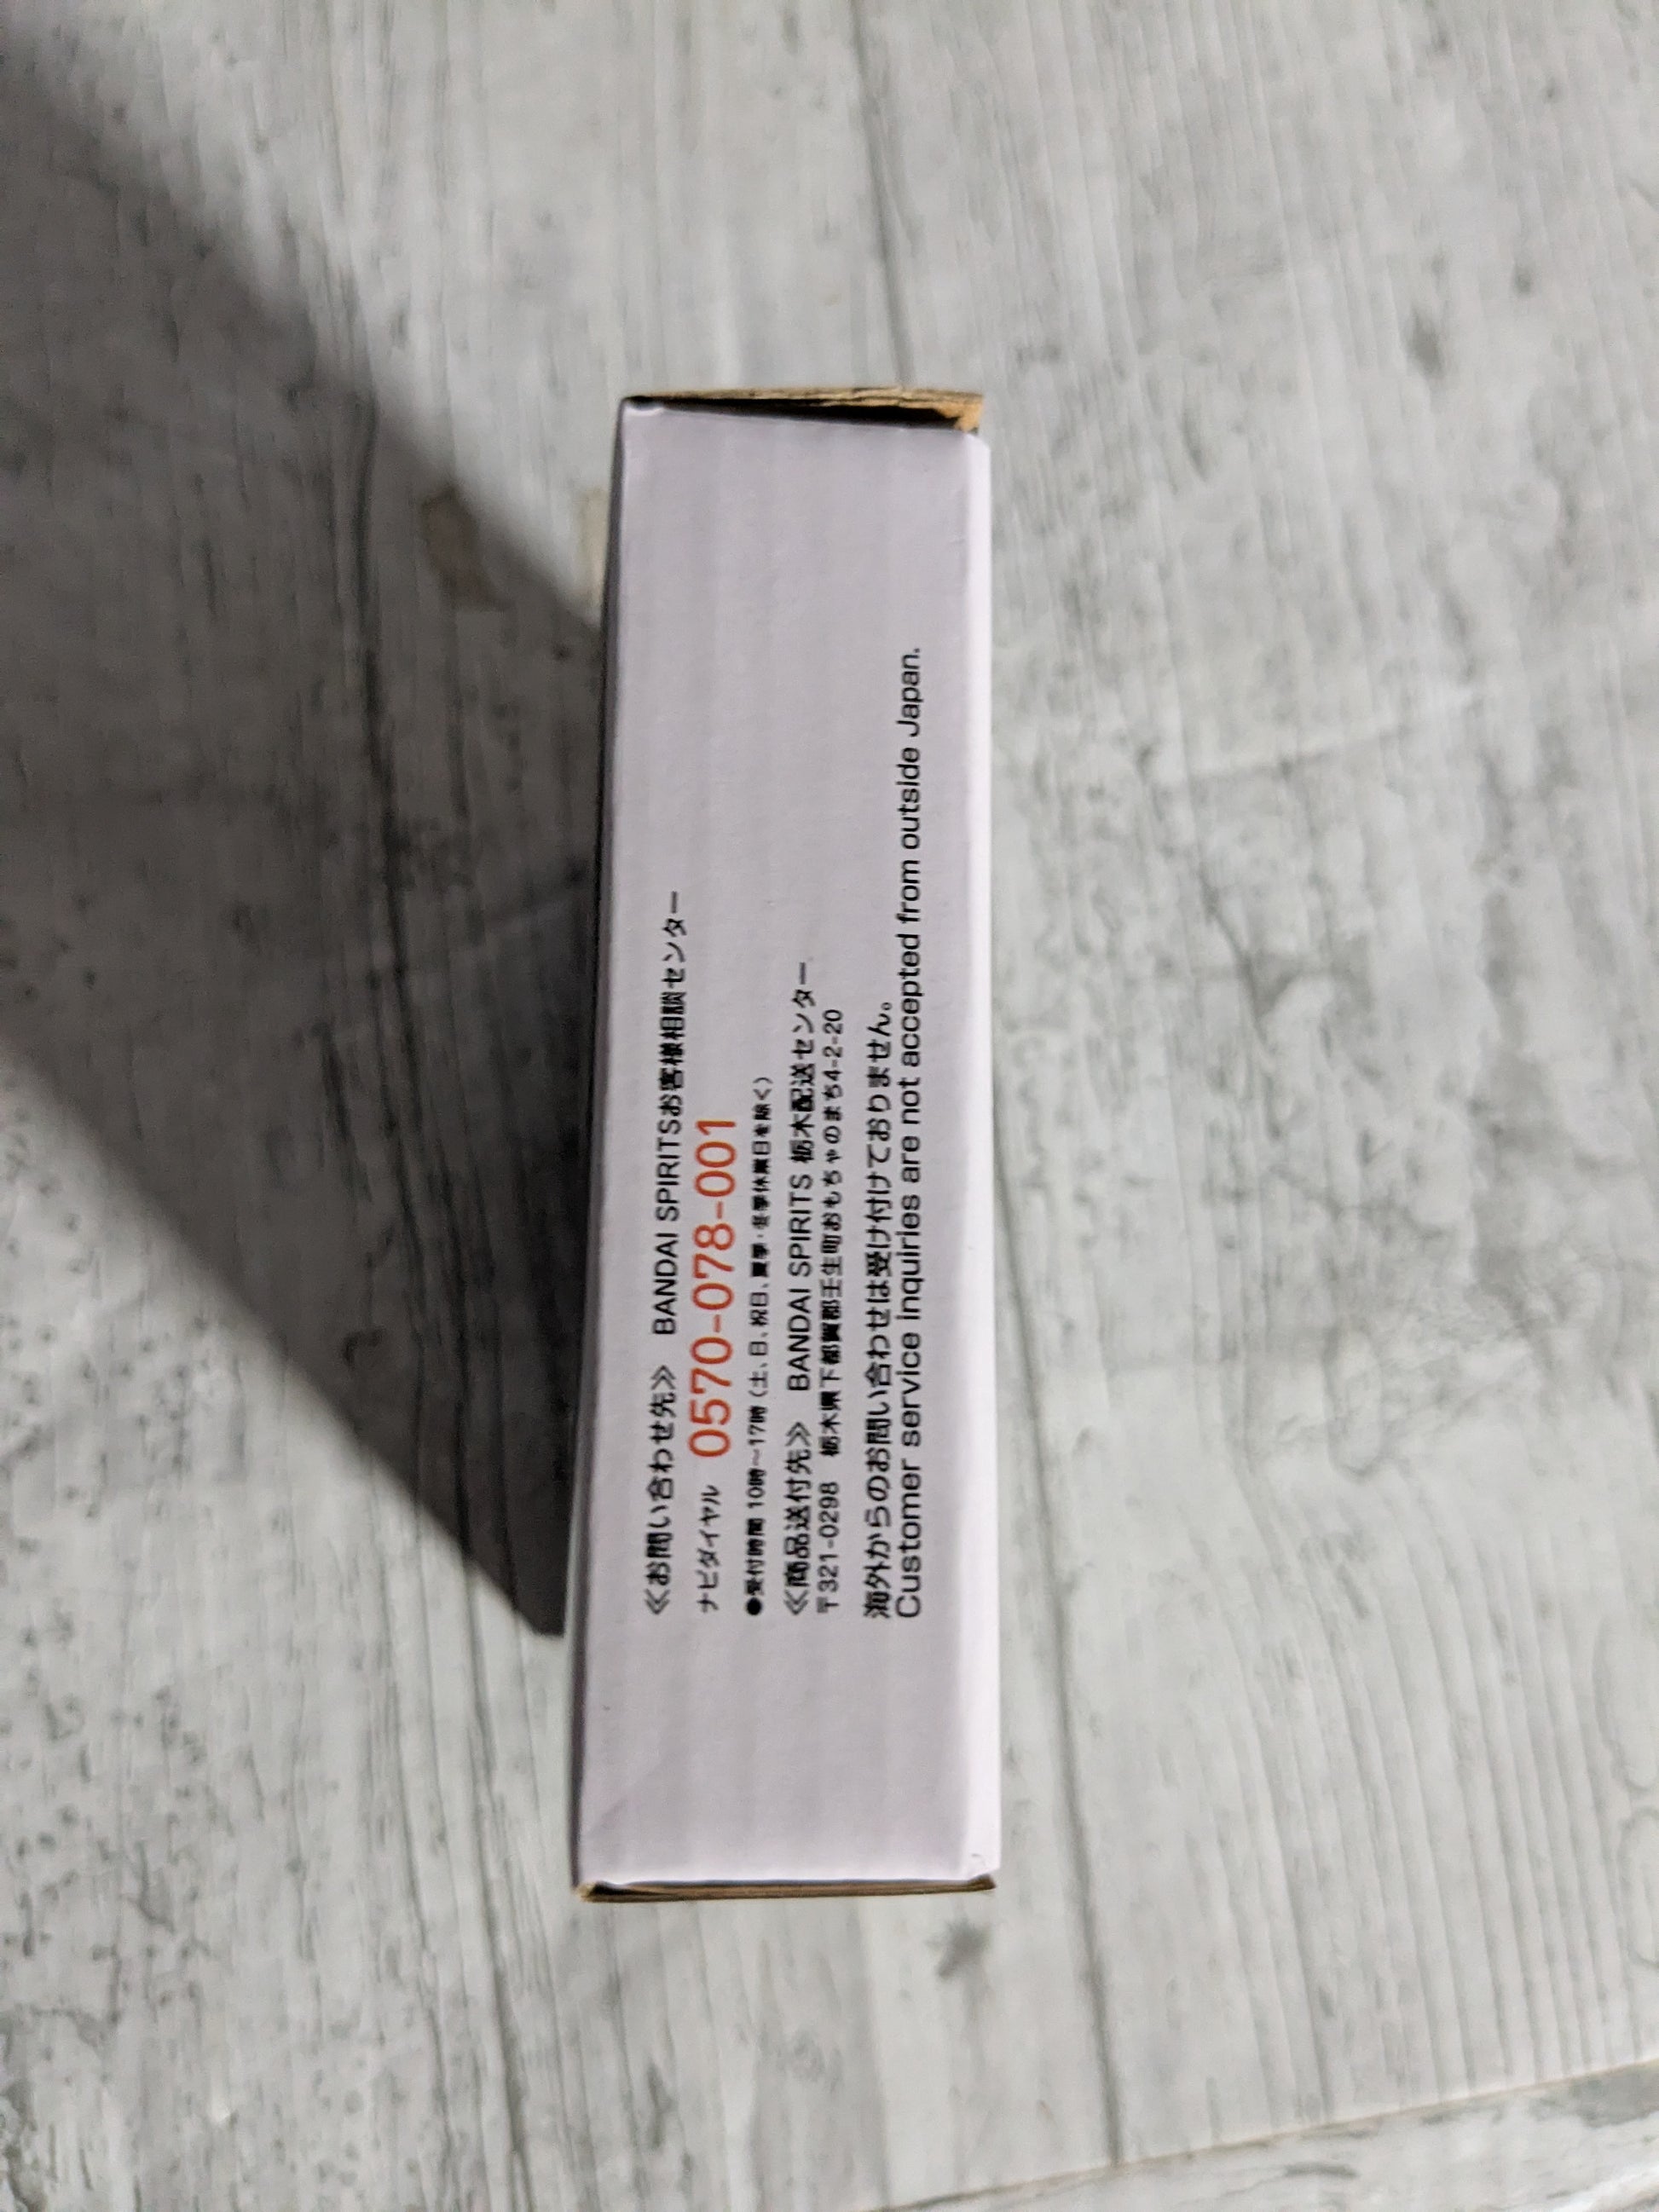 ≪お問い合わせ先≫ BANDAI SPIRITSお客様相談センター
ナビダイヤル 0570-078-001
●受付時間 10時～17時（土、日、祝日、夏季・冬季休業日を除く）
≪商品送付先≫ BANDAI SPIRITS 栃木配送センター
〒321-0298 栃木県下都賀郡壬生町おもちゃのまち4-2-20
海外からのお問い合わせは受け付けておりません。
Customer service inquiries are not accepted from outside Japan.